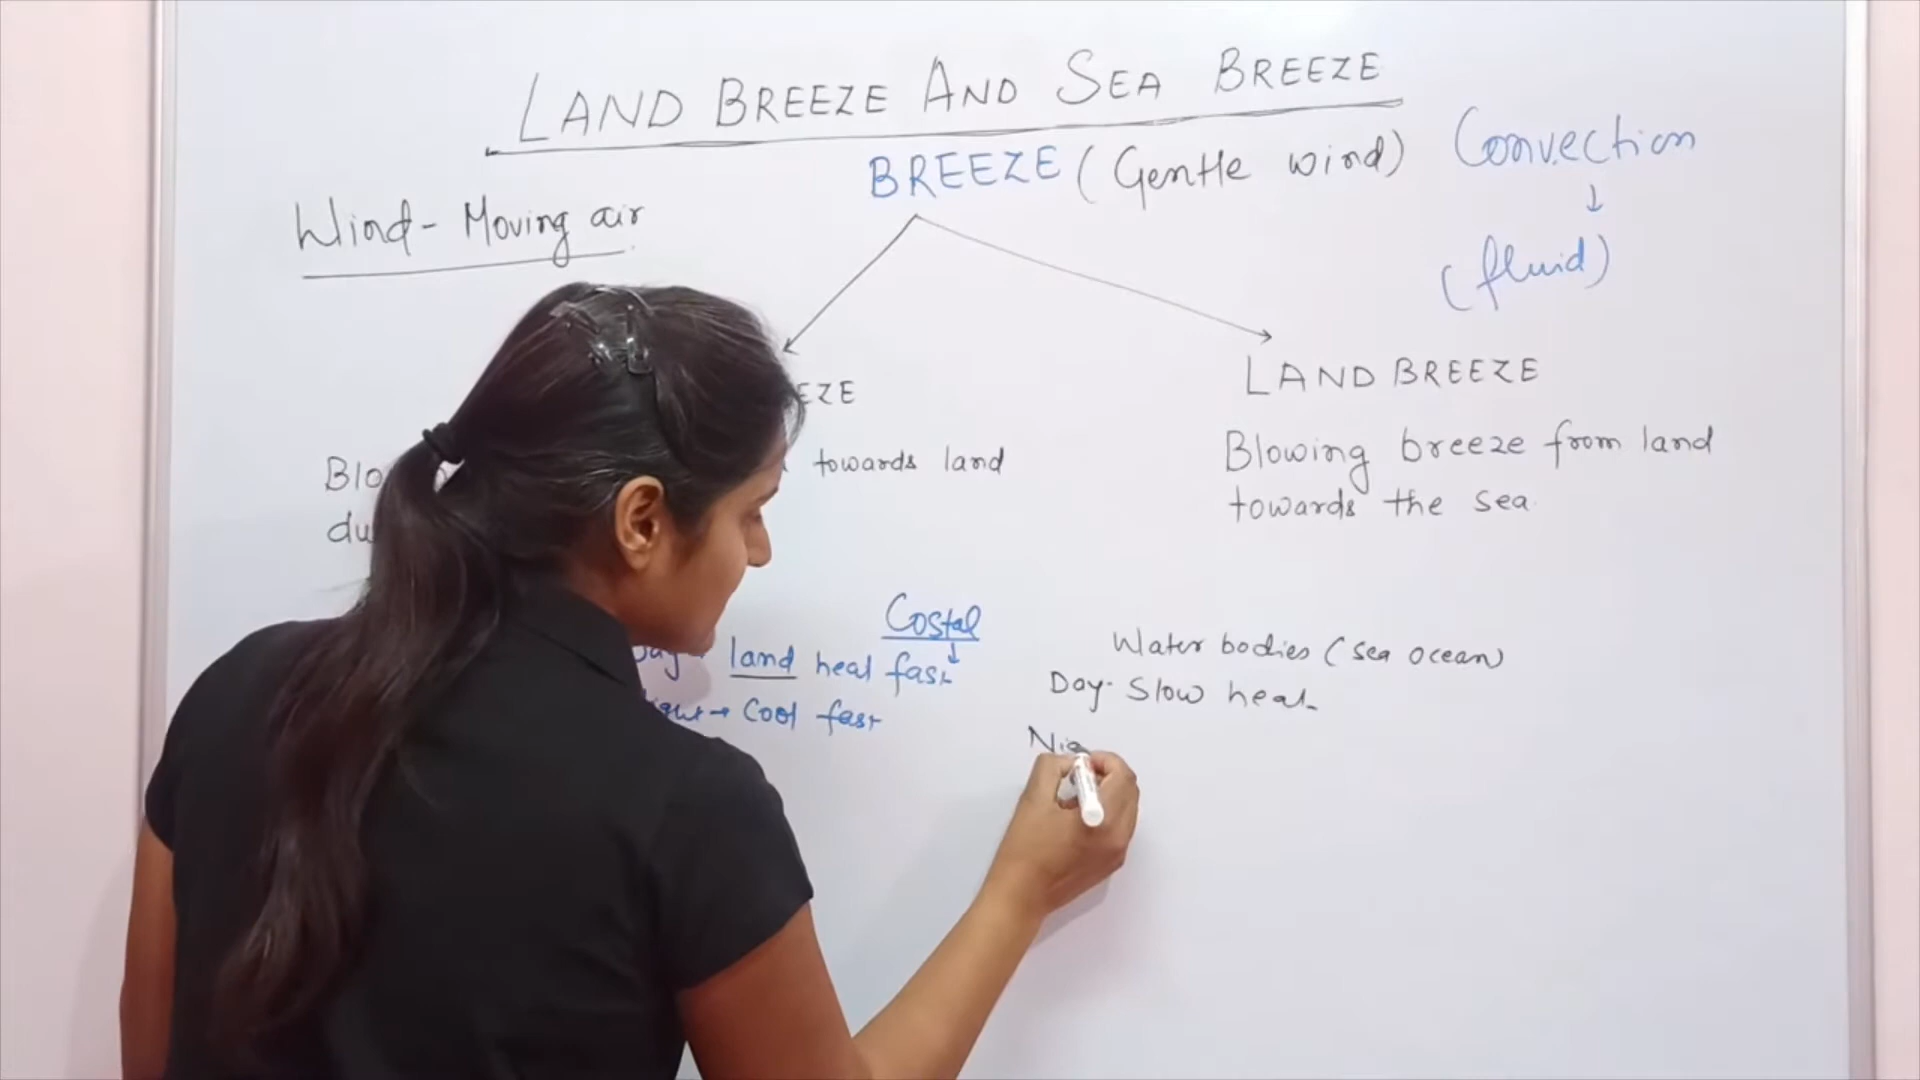 LAND BREEZE AND SEA BREEZE
BREEZE (Gentle wind)
Convection
↓
(fluid)
Wind - Moving air
EZE
towards land
LAND BREEZE
Blowing breeze from land
towards the sea
Costal
↓
land heat fast
→ Cool fast
Water bodies (sea ocean)
Day- Slow heat
Nig